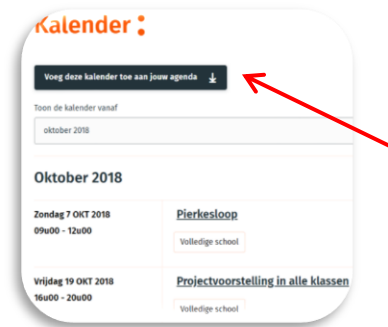 Kalender :
Voeg deze kalender toe aan jouw agenda
Toon de kalender vanaf
oktober 2018
Oktober 2018
Zondag 7 OKT 2018
09u00 - 12u00
Pierkesloop
Volledige school
Vrijdag 19 OKT 2018
16u00 - 20u00
Projectvoorstelling in alle klassen
Volledige school